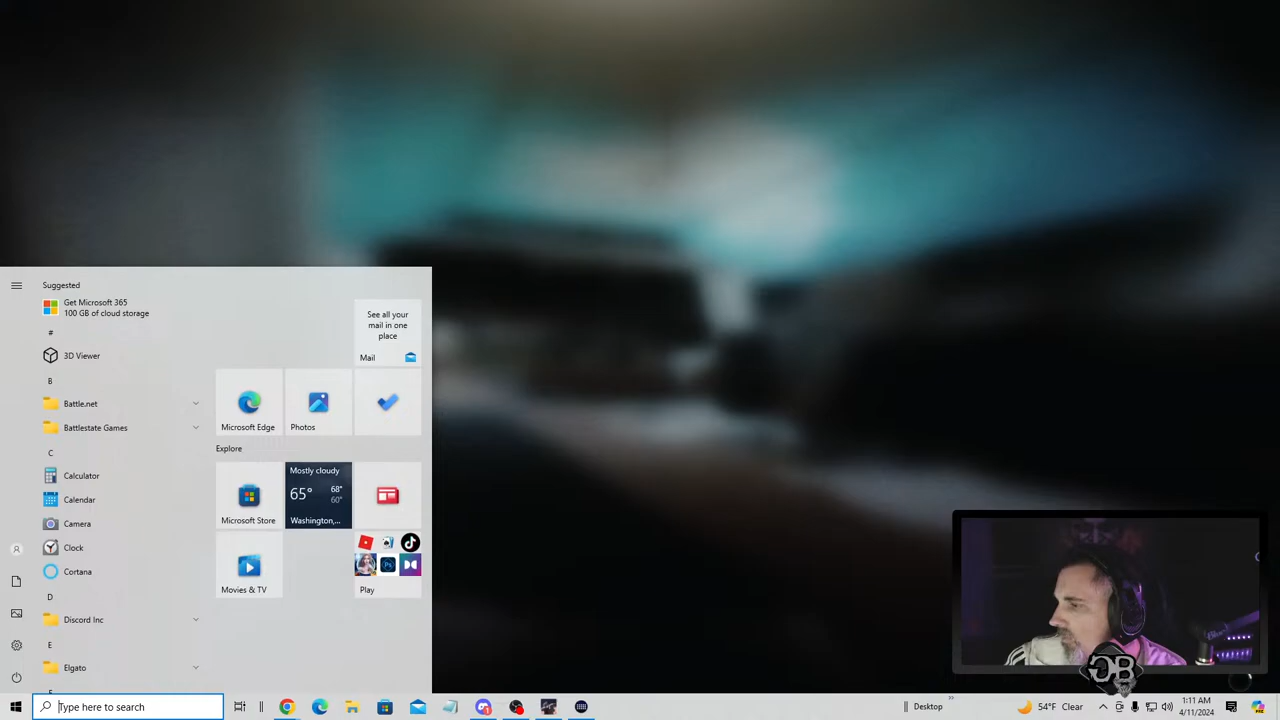 Suggested
Get Microsoft 365
100 GB of cloud storage
#
3D Viewer
B
Battle.net
Battlestate Games
C
Calculator
Calendar
Camera
Clock
Cortana
D
Discord Inc
E
Elgato
See all your
mail in one
place
Mail
Microsoft Edge
Photos
Explore
Microsoft Store
Mostly cloudy
65°
68°
60°
Washington,...
Movies & TV
Ps
Play
GB
Type here to search
Desktop
54°F Clear
1:11 AM
4/11/2024